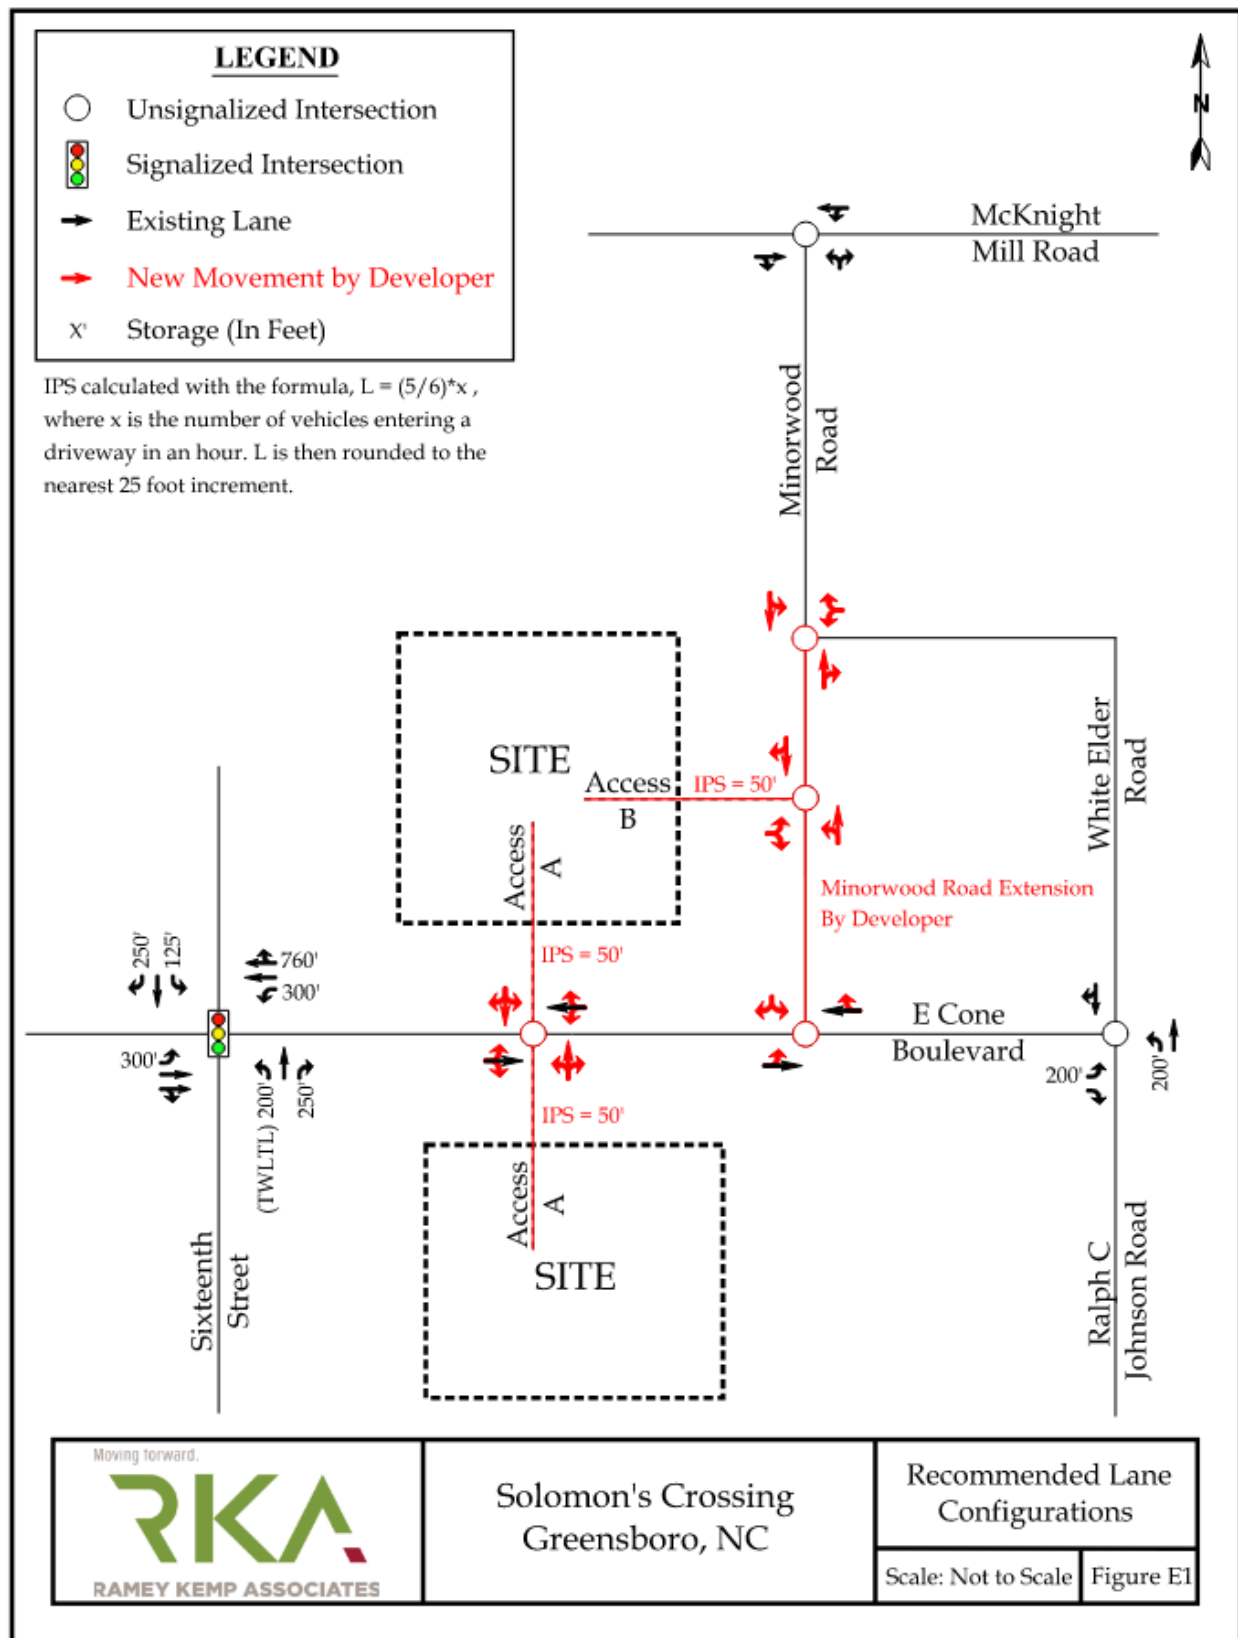 LEGEND
Unsignalized Intersection
Signalized Intersection
Existing Lane
New Movement by Developer
X' Storage (In Feet)
IPS calculated with the formula, L = (5/6)*x ,
where x is the number of vehicles entering a
driveway in an hour. L is then rounded to the
nearest 25 foot increment.
N
McKnight
Mill Road
Minorwood
Road
SITE
Access
B
IPS = 50'
Access
A
White Elder
Road
Minorwood Road Extension
By Developer
IPS = 50'
250'
125'
760'
300'
E Cone
Boulevard
300'
(TWLTL) 200'
250'
200'
200'
IPS = 50'
Access
A
SITE
Sixteenth
Street
Ralph C
Johnson Road
Moving forward.
RKA
RAMEY KEMP ASSOCIATES
Solomon's Crossing
Greensboro, NC
Recommended Lane
Configurations
Scale: Not to Scale
Figure E1